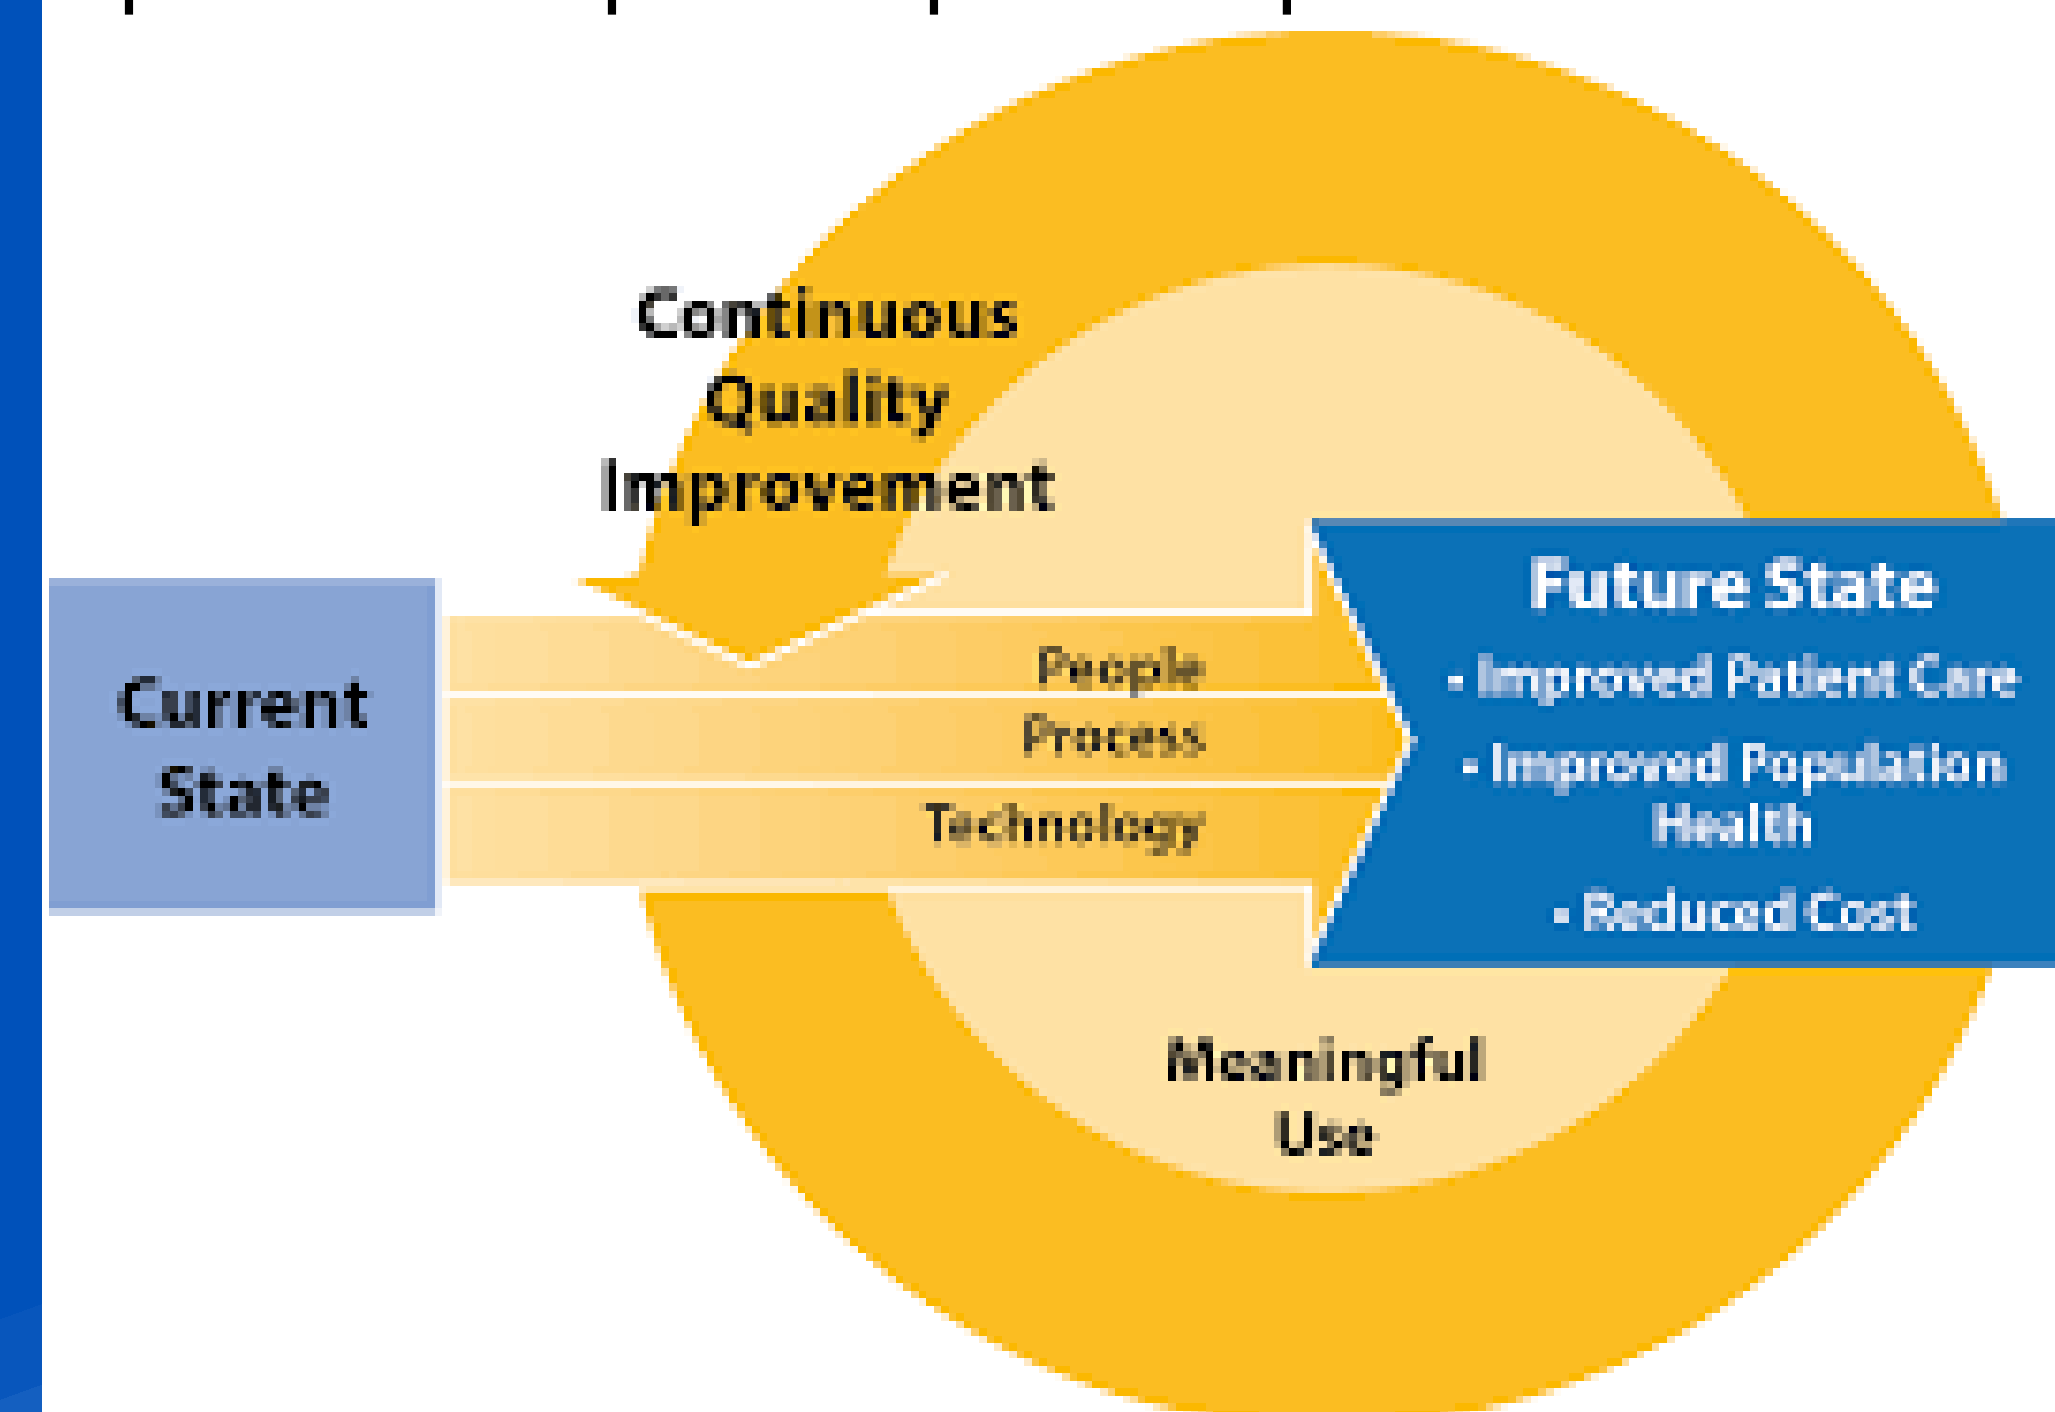 Continuous
Quality
Improvement
Current
State
People
Process
Technology
Future State
• Improved Patient Care
• Improved Population
Health
• Reduced Cost
Meaningful
Use